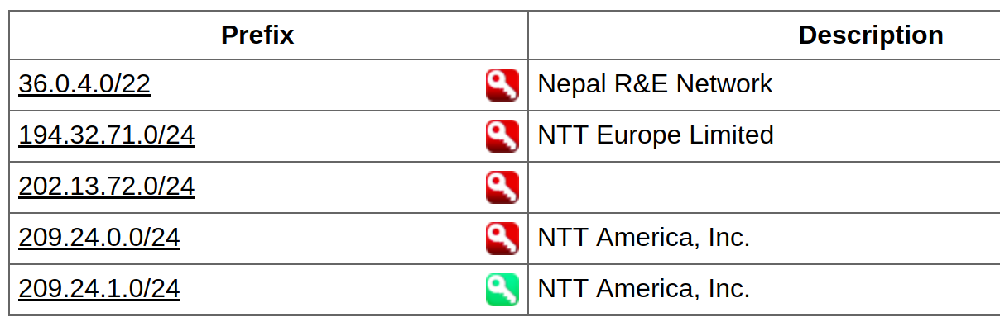 Prefix Description
36.0.4.0/22 Nepal R&E Network
194.32.71.0/24 NTT Europe Limited
202.13.72.0/24
209.24.0.0/24 NTT America, Inc.
209.24.1.0/24 NTT America, Inc.